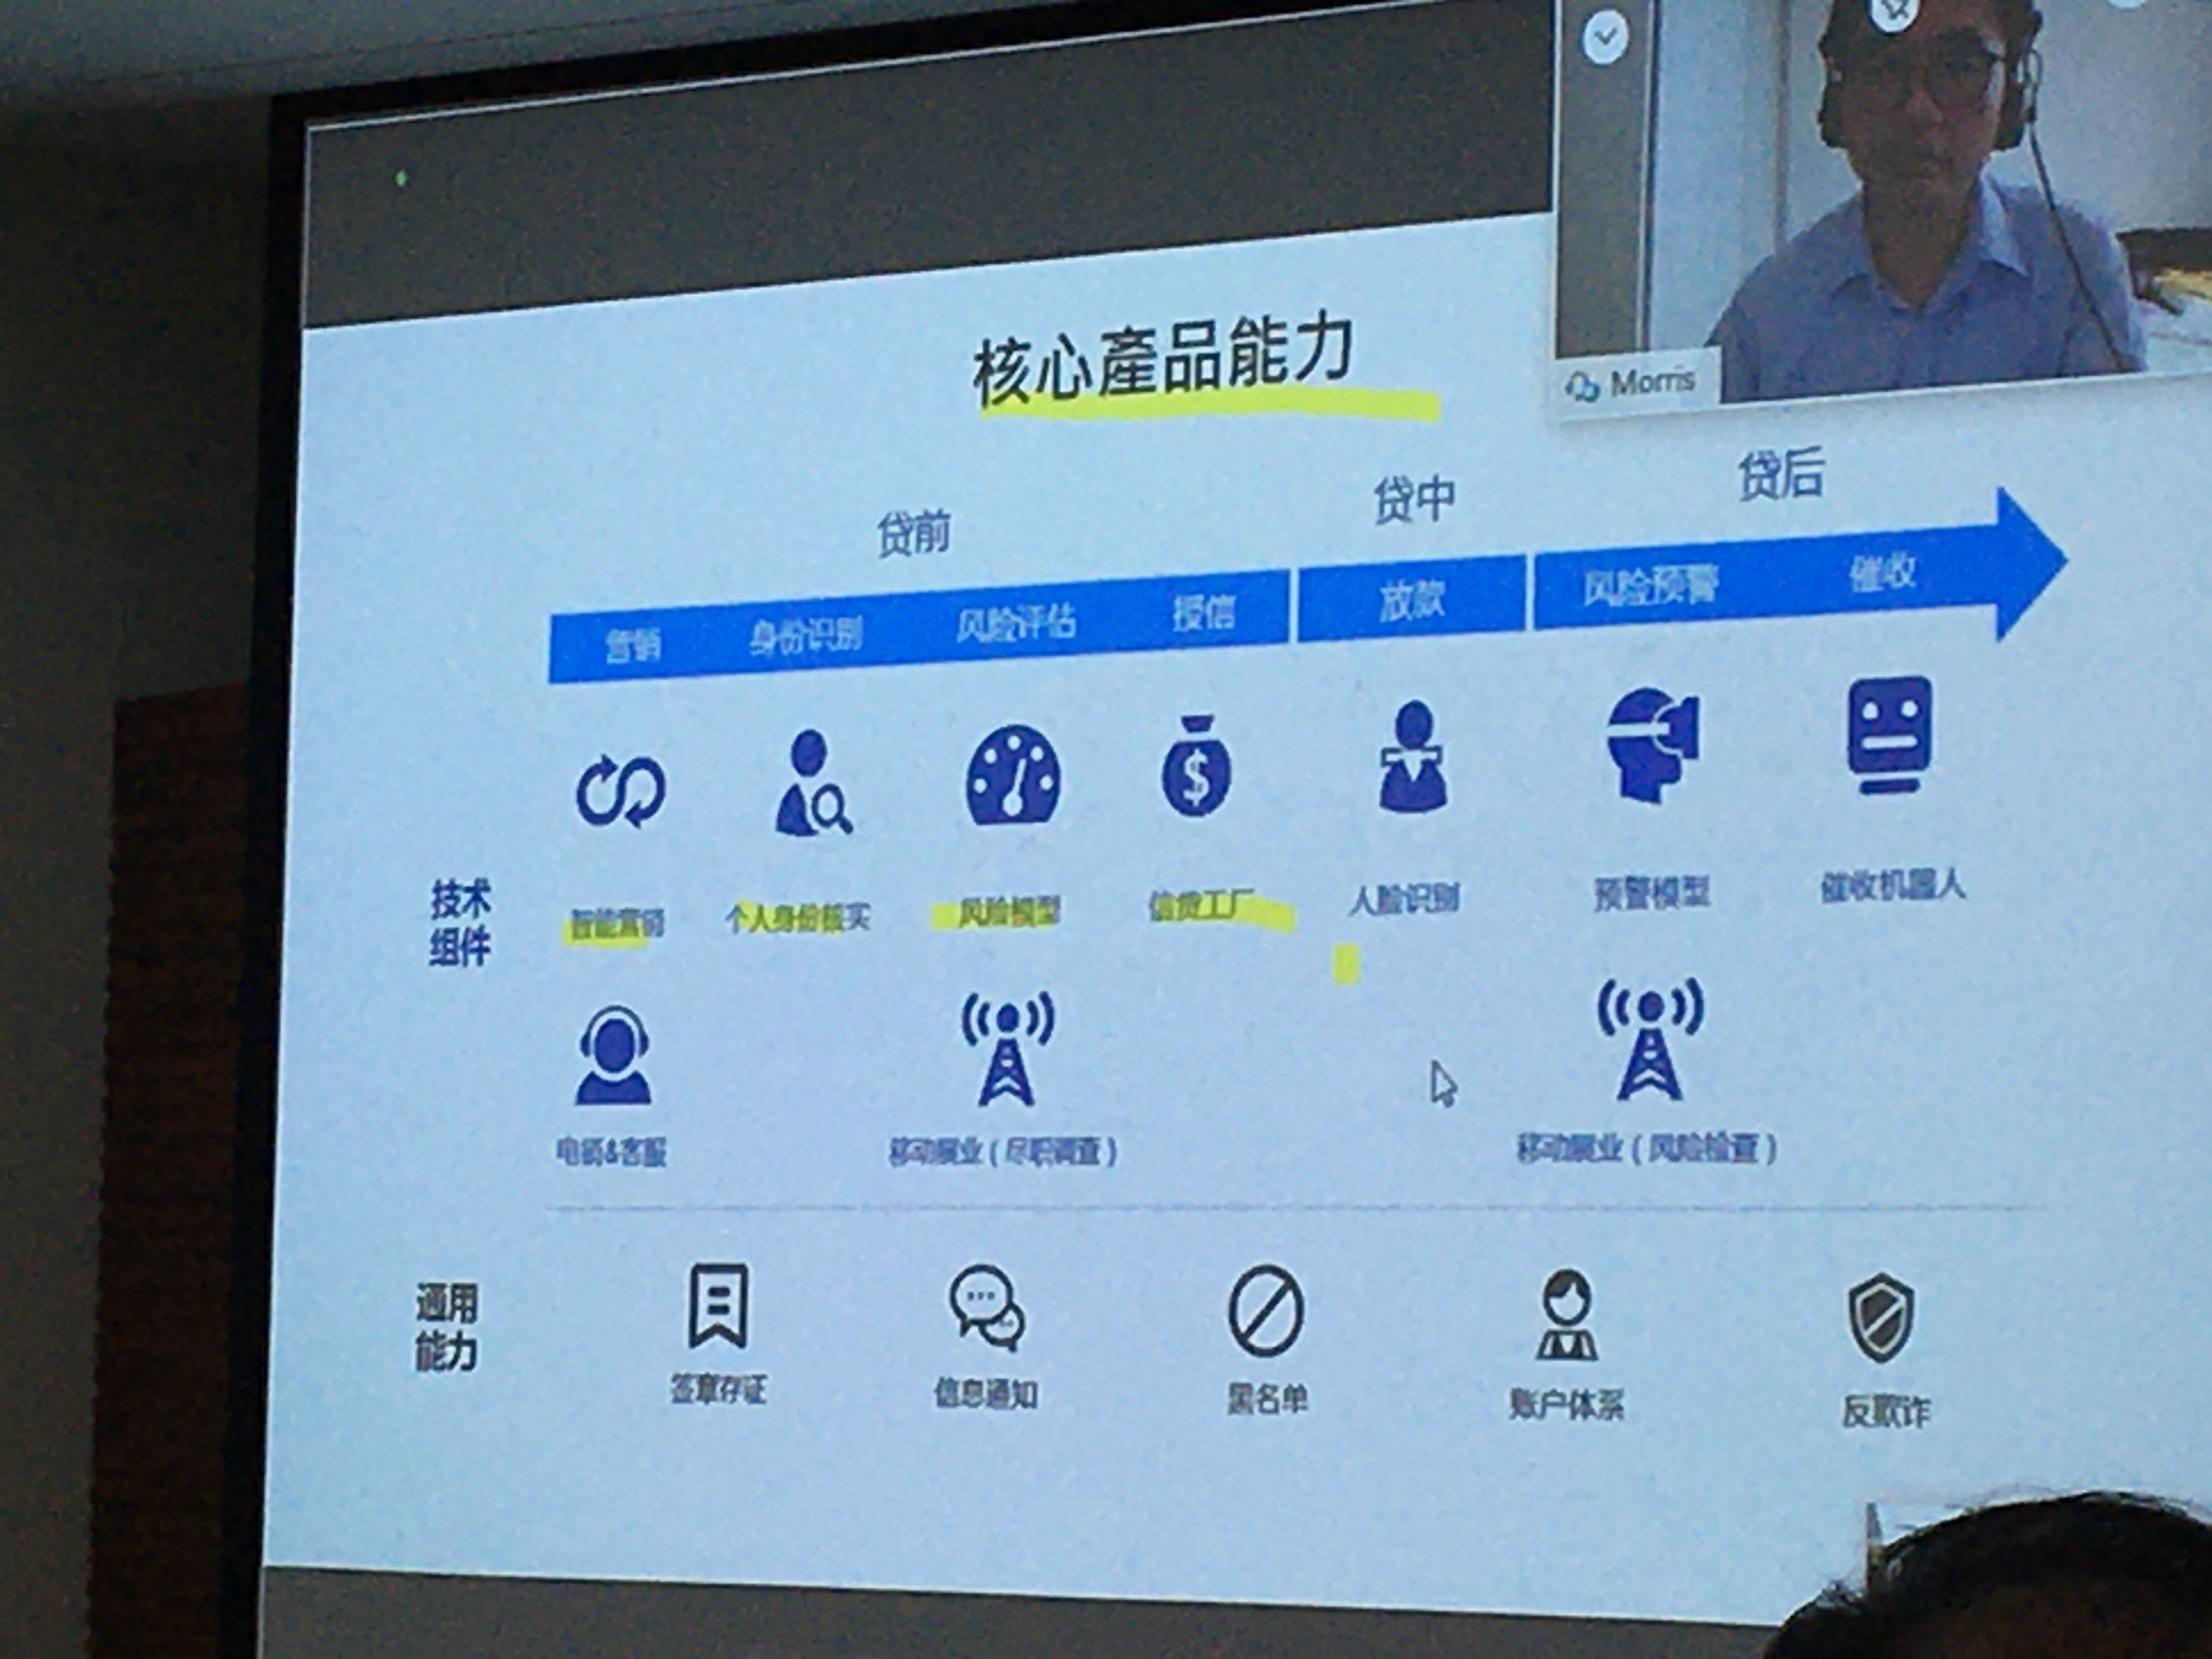 Morris
核心產品能力
贷前 贷中 贷后
营销 身份识别 风险评估 授信 放款 风险预警 催收
技术
组件
智能营销 个人身份核实 风险模型 信贷工厂 人脸识别 预警模型 催收机器人
电销&客服 移动展业（尽职调查） 移动展业（风险检查）
通用
能力
签章存证 信息通知 黑名单 账户体系 反欺诈